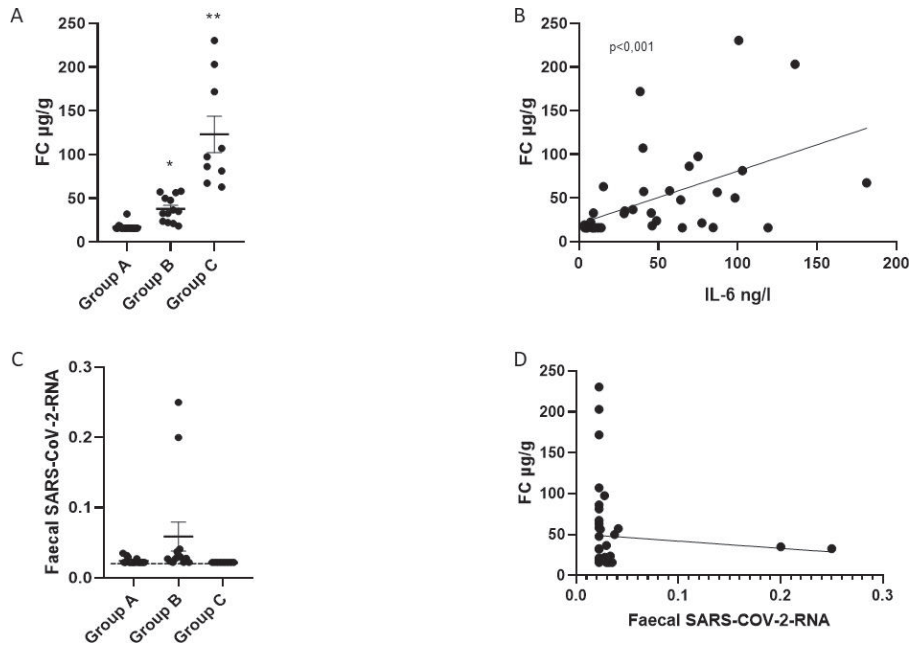 A
FC µg/g
250
200
150
100
50
0
*
**
Group A
Group B
Group C
B
FC µg/g
250
200
150
100
50
0
p<0,001
0
50
100
150
200
IL-6 ng/l
C
Faecal SARS-CoV-2-RNA
0.3
0.2
0.1
0.0
Group A
Group B
Group C
D
FC µg/g
250
200
150
100
50
0
0.0
0.1
0.2
0.3
Faecal SARS-COV-2-RNA